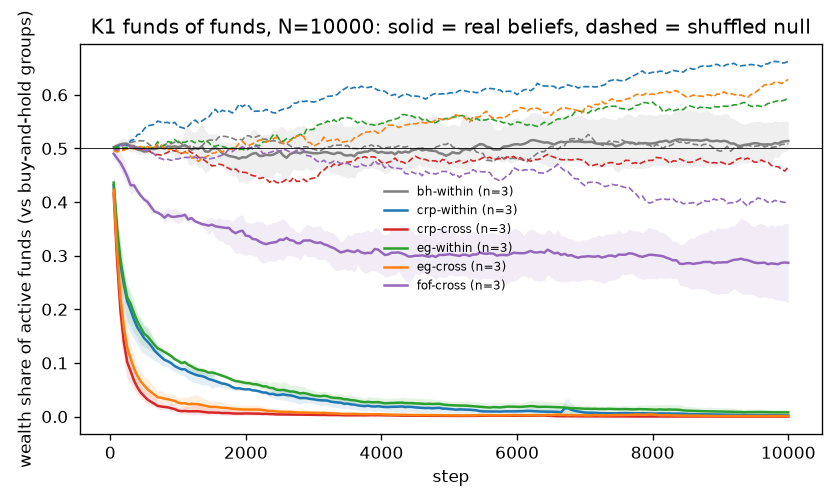 K1 funds of funds, N=10000: solid = real beliefs, dashed = shuffled null
wealth share of active funds (vs buy-and-hold groups)
0.6
0.5
0.4
0.3
0.2
0.1
0.0
bh-within (n=3)
crp-within (n=3)
crp-cross (n=3)
eg-within (n=3)
eg-cross (n=3)
fof-cross (n=3)
0
2000
4000
6000
8000
10000
step